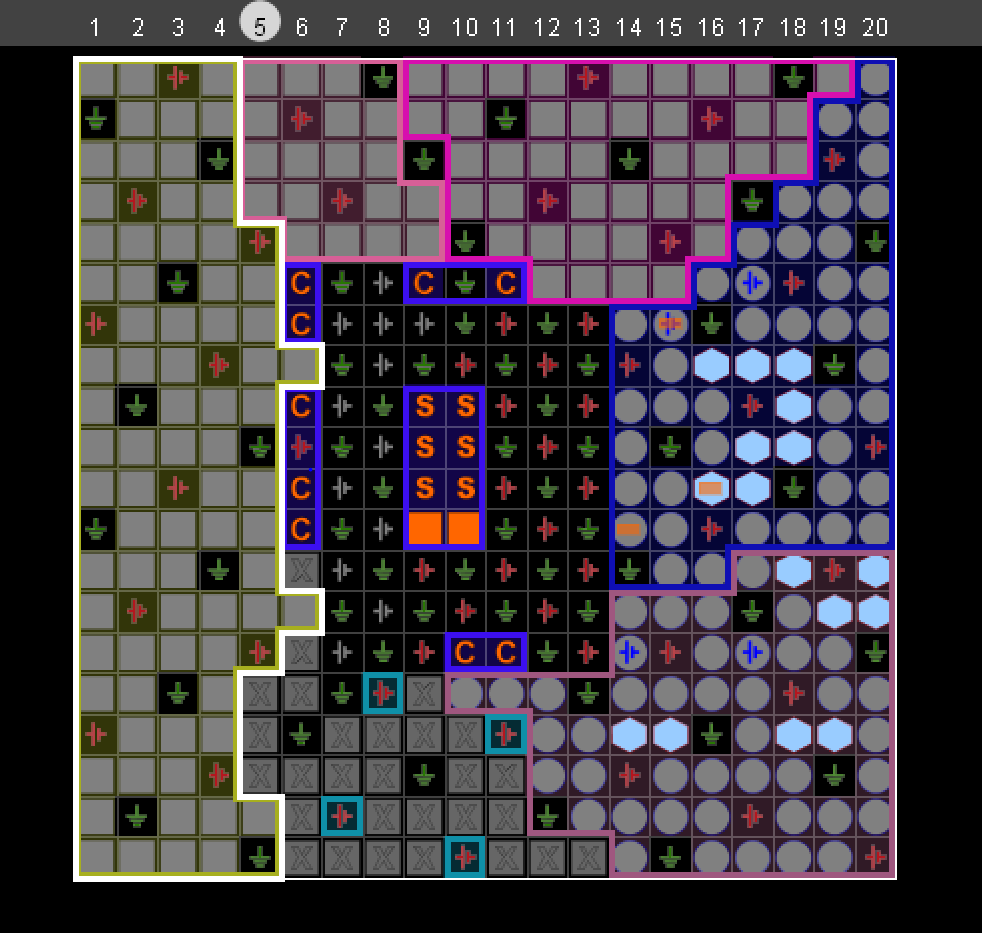 1 2 3 4 5 6 7 8 9 10 11 12 13 14 15 16 17 18 19 20
C C C
C
C S S
S S
C S S
C
X
X C C
X X X
X X X X X
X X X X X X
X X X X X
X X X X X X X